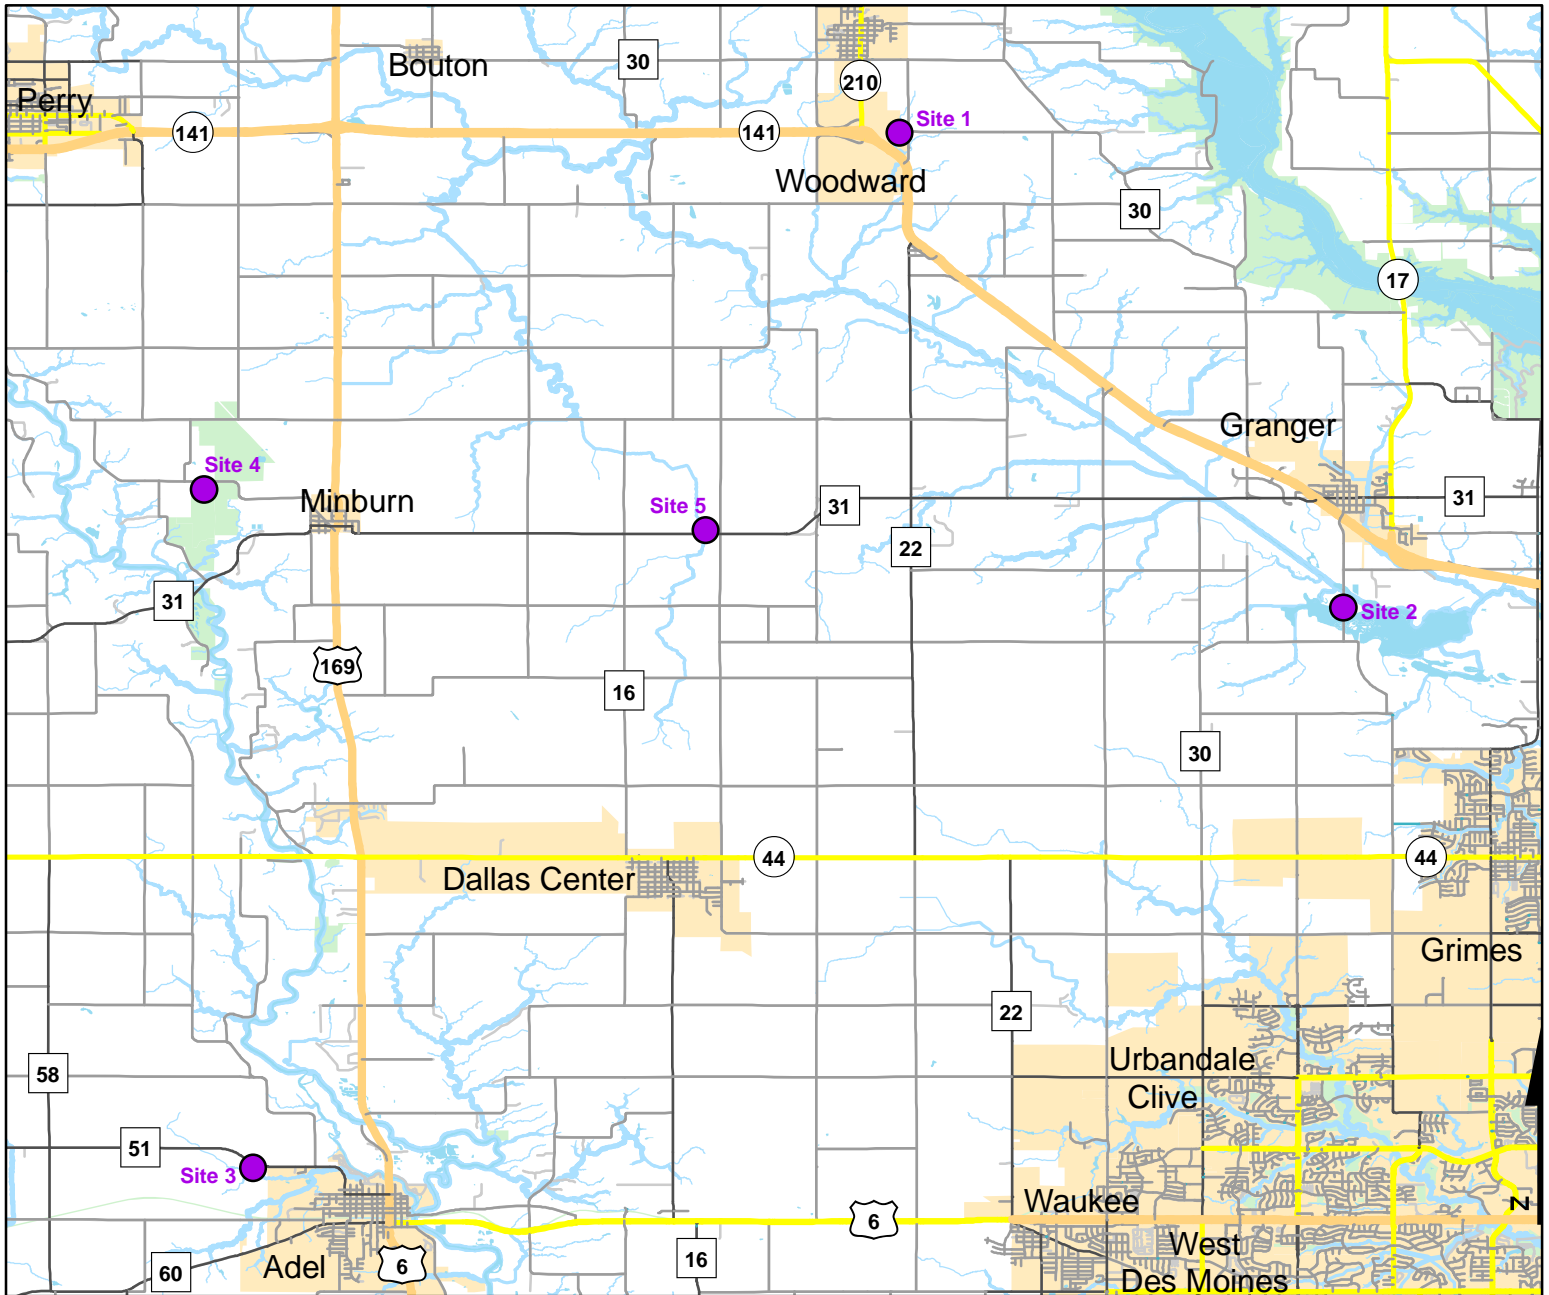 Bouton
30
210
Perry
141
141
Site 1
Woodward
30
17
Granger
Site 4
Minburn
Site 5
31
31
22
31
Site 2
169
16
30
44
44
Dallas Center
Grimes
22
58
Urbandale
Clive
51
Site 3
Waukee
N
6
West
Des Moines
16
60
Adel
6